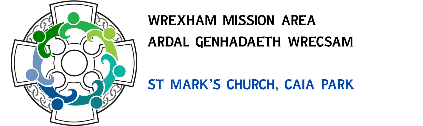 WREXHAM MISSION AREA
ARDAL GENHADAETH WRECSAM
ST MARK'S CHURCH, CAIA PARK